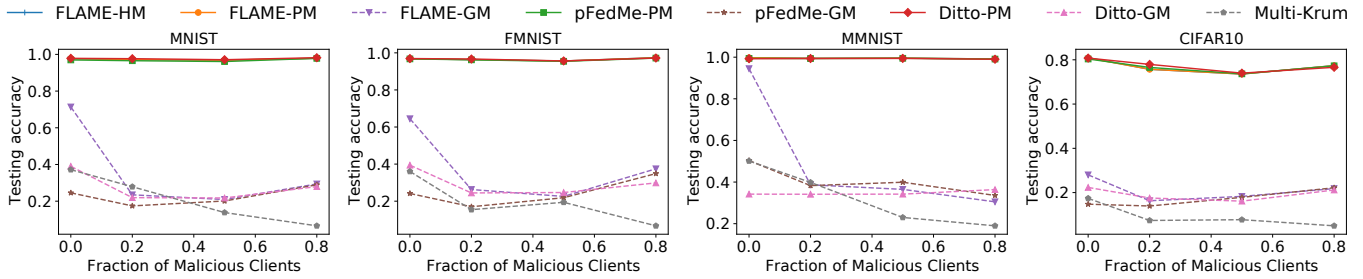 FLAME-HM FLAME-PM FLAME-GM pFedMe-PM pFedMe-GM Ditto-PM Ditto-GM Multi-Krum
MNIST FMNIST MMNIST CIFAR10
Testing accuracy
1.0
0.8
0.6
0.4
0.2
0.0 0.2 0.4 0.6 0.8
Fraction of Malicious Clients
Testing accuracy
1.0
0.8
0.6
0.4
0.2
0.0 0.2 0.4 0.6 0.8
Fraction of Malicious Clients
Testing accuracy
1.0
0.8
0.6
0.4
0.2
0.0 0.2 0.4 0.6 0.8
Fraction of Malicious Clients
Testing accuracy
0.8
0.6
0.4
0.2
0.0 0.2 0.4 0.6 0.8
Fraction of Malicious Clients